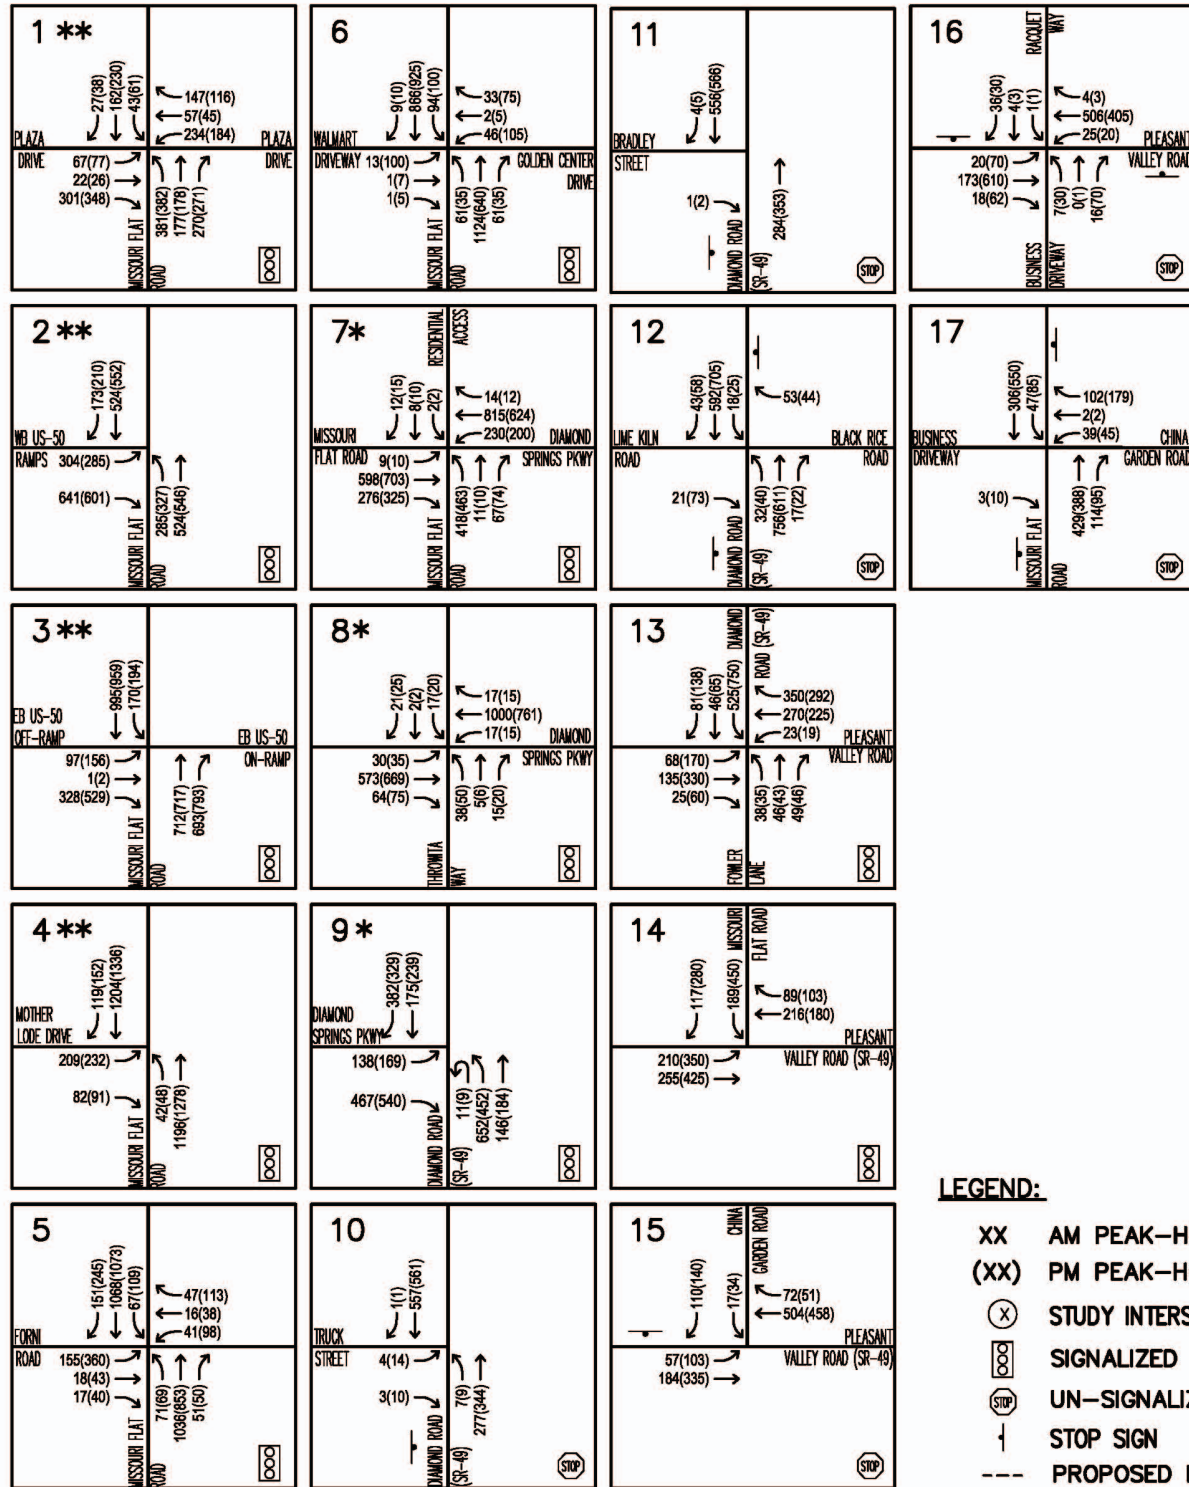 1 **
27(38)
162(230)
43(61)
147(116)
57(45)
234(184)
PLAZA
DRIVE
PLAZA
DRIVE
67(77)
22(26)
301(348)
381(382)
177(178)
270(271)
MISSOURI FLAT
ROAD
6
9(10)
868(925)
94(100)
33(75)
2(5)
46(105)
WALMART
DRIVEWAY
GOLDEN CENTER
DRIVE
13(100)
1(7)
1(5)
61(35)
1124(640)
61(35)
MISSOURI FLAT
ROAD
11
4(5)
556(566)
BRADLEY
STREET
1(2)
284(353)
DIAMOND ROAD
(SR-49)
STOP
16
RACQUET
WAY
36(30)
4(3)
1(1)
4(3)
506(405)
25(20)
PLEASANT
VALLEY ROAD
20(70)
173(610)
18(62)
7(30)
0(1)
16(70)
BUSINESS
DRIVEWAY
STOP
2 **
173(210)
524(552)
WB US-50
RAMPS
304(285)
641(601)
285(327)
524(546)
MISSOURI FLAT
ROAD
7*
RESIDENTIAL
ACCESS
12(15)
8(10)
2(2)
14(12)
815(624)
230(200)
MISSOURI
FLAT ROAD
DIAMOND
SPRINGS PKWY
9(10)
598(703)
276(325)
418(463)
11(10)
67(74)
MISSOURI FLAT
ROAD
12
43(58)
592(705)
18(25)
53(44)
LIME KILN
ROAD
BLACK RICE
ROAD
21(73)
32(40)
756(611)
17(22)
DIAMOND ROAD
(SR-49)
STOP
17
306(550)
47(85)
102(179)
2(2)
39(45)
BUSINESS
DRIVEWAY
CHINA
GARDEN ROAD
3(10)
429(388)
114(95)
MISSOURI FLAT
ROAD
STOP
3 **
995(959)
170(194)
EB US-50
OFF-RAMP
EB US-50
ON-RAMP
97(156)
1(2)
328(529)
712(717)
693(793)
MISSOURI FLAT
ROAD
8*
21(25)
2(2)
17(20)
17(15)
1000(761)
17(15)
DIAMOND
SPRINGS PKWY
30(35)
573(669)
64(75)
38(50)
5(6)
15(20)
THROWITA
WAY
13
DIAMOND
ROAD (SR-49)
81(138)
46(65)
525(750)
350(292)
270(225)
23(19)
PLEASANT
VALLEY ROAD
68(170)
135(330)
25(60)
38(35)
46(43)
49(46)
FOWLER
LANE
4 **
119(152)
1204(1336)
MOTHER
LODE DRIVE
209(232)
82(91)
42(48)
1196(1278)
MISSOURI FLAT
ROAD
9 *
382(329)
175(239)
DIAMOND
SPRINGS PKWY
138(169)
467(540)
11(9)
652(452)
146(184)
DIAMOND ROAD
(SR-49)
14
MISSOURI
FLAT ROAD
117(280)
189(450)
89(103)
216(180)
PLEASANT
VALLEY ROAD (SR-49)
210(350)
255(425)
5
151(245)
1068(1073)
67(109)
47(113)
16(38)
41(98)
FORNI
ROAD
155(360)
18(43)
17(40)
71(69)
1036(853)
51(50)
MISSOURI FLAT
ROAD
10
1(1)
557(561)
TRUCK
STREET
4(14)
3(10)
7(9)
277(344)
DIAMOND ROAD
(SR-49)
STOP
15
CHINA
GARDEN ROAD
110(140)
17(34)
72(51)
504(458)
PLEASANT
VALLEY ROAD (SR-49)
57(103)
184(335)
STOP
LEGEND:
XX AM PEAK-H
(XX) PM PEAK-H
X STUDY INTERS
SIGNALIZED
STOP UN-SIGNALIZ
STOP SIGN
--- PROPOSED